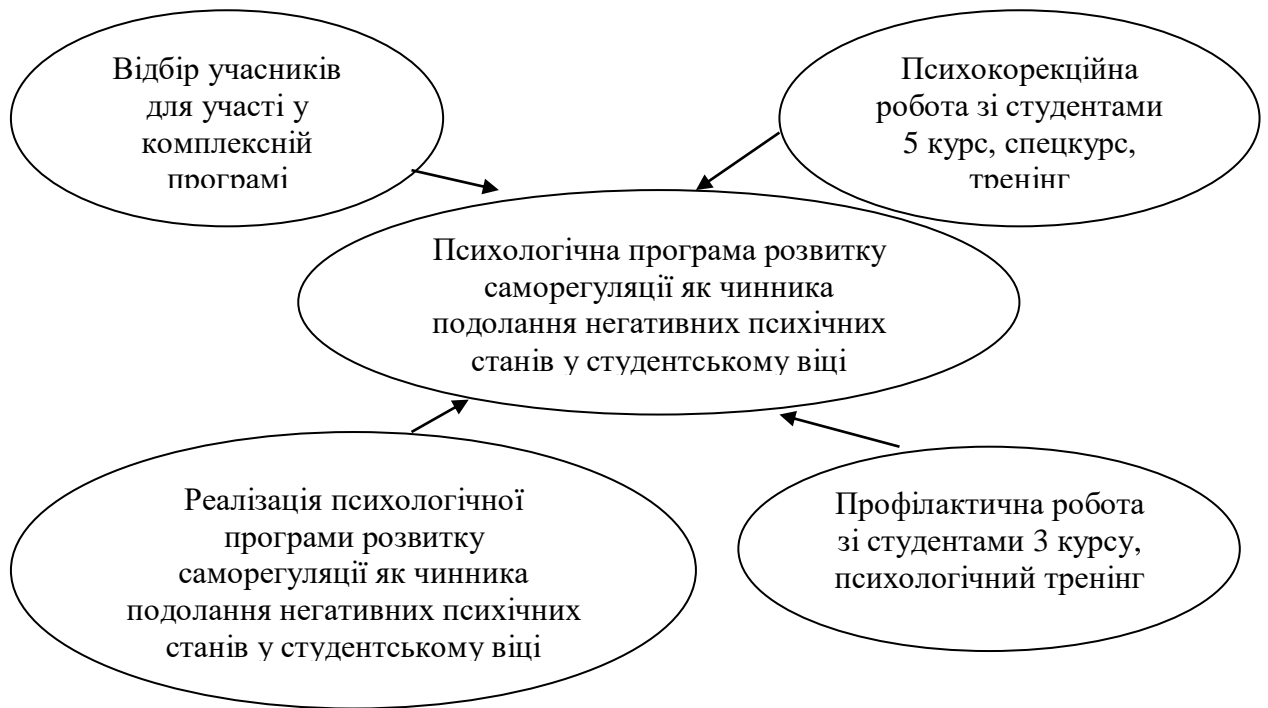 Відбір учасників
для участі у
комплексній
програмі
Психокорекційна
робота зі студентами
5 курс, спецкурс,
тренінг
Психологічна програма розвитку
саморегуляції як чинника
подолання негативних психічних
станів у студентському віці
Реалізація психологічної
програми розвитку
саморегуляції як чинника
подолання негативних психічних
станів у студентському віці
Профілактична робота
зі студентами 3 курсу,
психологічний тренінг